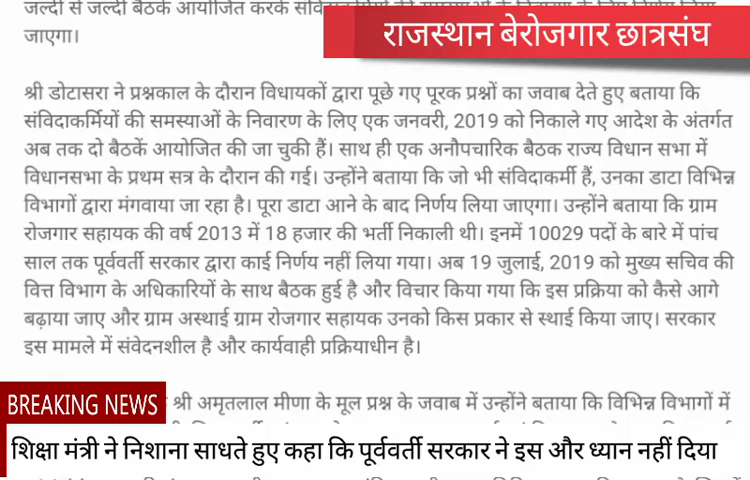 जल्दी से जल्दी बैठक आयोजित करके
जाएगा।
राजस्थान बेरोजगार छात्रसंघ
श्री डोटासरा ने प्रश्नकाल के दौरान विधायकों द्वारा पूछे गए पूरक प्रश्नों का जवाब देते हुए बताया कि
संविदाकर्मियों की समस्याओं के निवारण के लिए एक जनवरी, 2019 को निकाले गए आदेश के अंतर्गत
अब तक दो बैठकें आयोजित की जा चुकी हैं। साथ ही एक अनौपचारिक बैठक राज्य विधान सभा में
विधानसभा के प्रथम सत्र के दौरान की गई। उन्होंने बताया कि जो भी संविदाकर्मी हैं, उनका डाटा विभिन्न
विभागों द्वारा मंगवाया जा रहा है। पूरा डाटा आने के बाद निर्णय लिया जाएगा। उन्होंने बताया कि ग्राम
रोजगार सहायक की वर्ष 2013 में 18 हजार की भर्ती निकाली थी। इनमें 10029 पदों के बारे में पांच
साल तक पूर्ववर्ती सरकार द्वारा काई निर्णय नहीं लिया गया। अब 19 जुलाई, 2019 को मुख्य सचिव की
वित्त विभाग के अधिकारियों के साथ बैठक हुई है और विचार किया गया कि इस प्रक्रिया को कैसे आगे
बढ़ाया जाए और ग्राम अस्थाई ग्राम रोजगार सहायक उनको किस प्रकार से स्थाई किया जाए। सरकार
इस मामले में संवेदनशील है और कार्यवाही प्रक्रियाधीन है।
BREAKING NEWS
श्री अमृतलाल मीणा के मूल प्रश्न के जवाब में उन्होंने बताया कि विभिन्न विभागों में
शिक्षा मंत्री ने निशाना साधते हुए कहा कि पूर्ववर्ती सरकार ने इस और ध्यान नहीं दिया